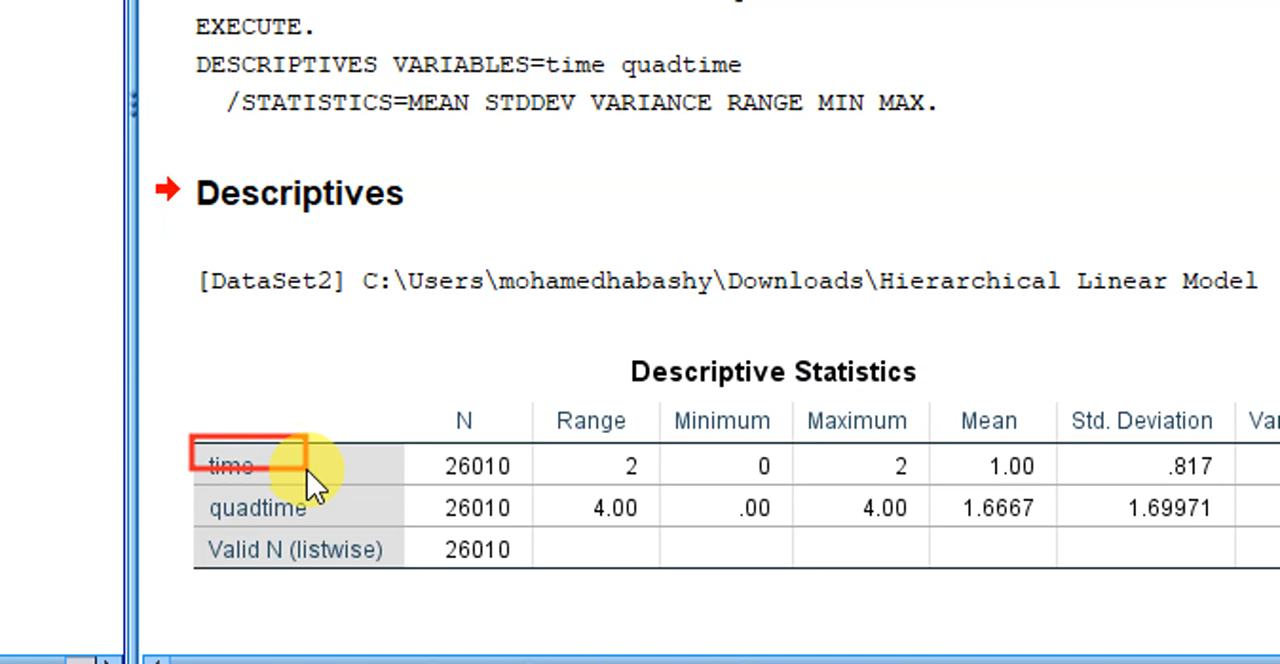 EXECUTE.
DESCRIPTIVES VARIABLES=time quadtime
/STATISTICS=MEAN STDDEV VARIANCE RANGE MIN MAX.
Descriptives
[DataSet2] C:\Users\mohamedhabashy\Downloads\Hierarchical Linear Model
Descriptive Statistics
N Range Minimum Maximum Mean Std. Deviation
time 26010 2 0 2 1.00 .817
quadtime 26010 4.00 .00 4.00 1.6667 1.69971
Valid N (listwise) 26010